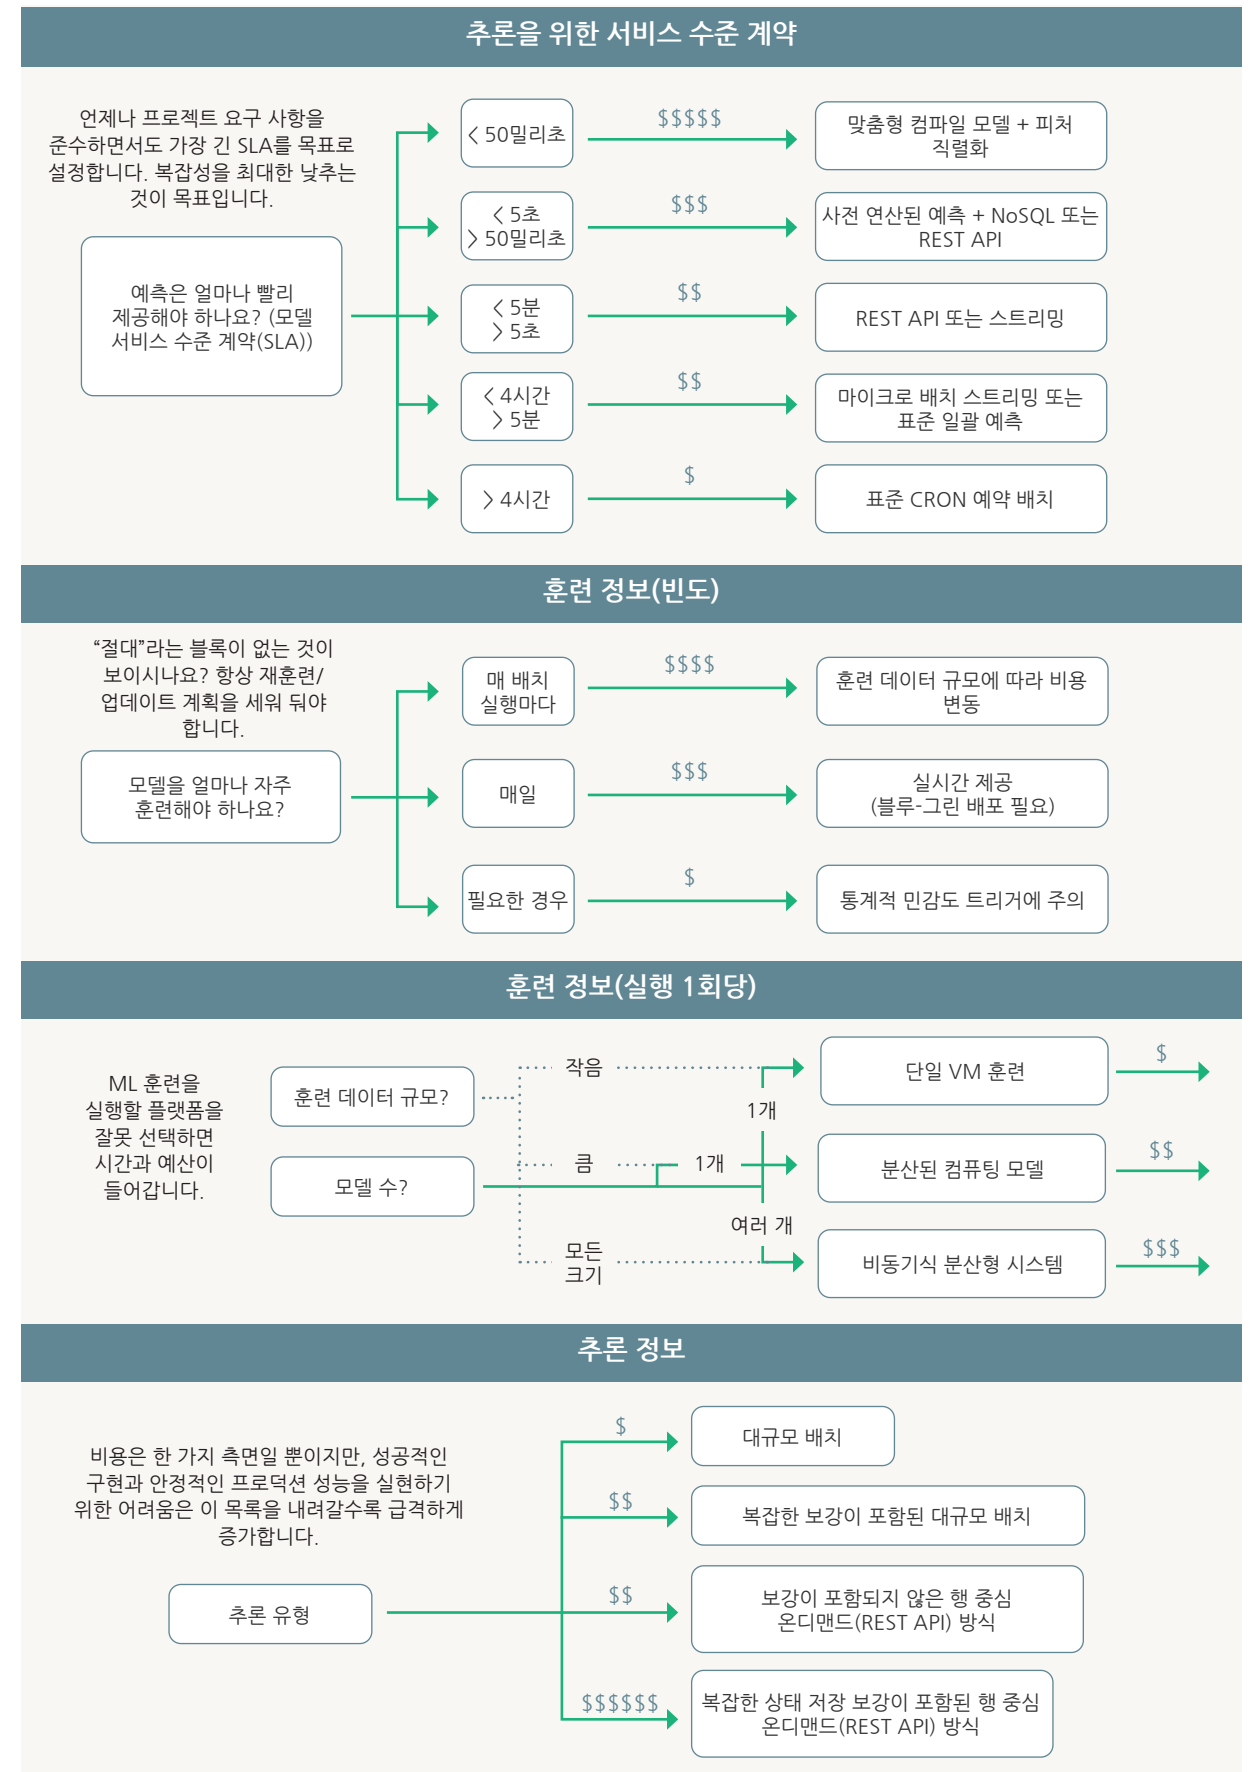 추론을 위한 서비스 수준 계약
언제나 프로젝트 요구 사항을
준수하면서도 가장 긴 SLA를 목표로
설정합니다. 복잡성을 최대한 낮추는
것이 목표입니다.
예측은 얼마나 빨리
제공해야 하나요? (모델
서비스 수준 계약(SLA))
< 50밀리초
$$$$$
맞춤형 컴파일 모델 + 피처
직렬화
< 5초
> 50밀리초
$$$
사전 연산된 예측 + NoSQL 또는
REST API
< 5분
> 5초
$$
REST API 또는 스트리밍
< 4시간
> 5분
$$
마이크로 배치 스트리밍 또는
표준 일괄 예측
> 4시간
$
표준 CRON 예약 배치
훈련 정보(빈도)
“절대”라는 블록이 없는 것이
보이시나요? 항상 재훈련/
업데이트 계획을 세워 둬야
합니다.
모델을 얼마나 자주
훈련해야 하나요?
매 배치
실행마다
$$$$
훈련 데이터 규모에 따라 비용
변동
매일
$$$
실시간 제공
(블루-그린 배포 필요)
필요한 경우
$
통계적 민감도 트리거에 주의
훈련 정보(실행 1회당)
ML 훈련을
실행할 플랫폼을
잘못 선택하면
시간과 예산이
들어갑니다.
훈련 데이터 규모?
모델 수?
작음
1개
단일 VM 훈련
$
큼
1개
분산된 컴퓨팅 모델
$$
모든
크기
여러 개
비동기식 분산형 시스템
$$$
추론 정보
비용은 한 가지 측면일 뿐이지만, 성공적인
구현과 안정적인 프로덕션 성능을 실현하기
위한 어려움은 이 목록을 내려갈수록 급격하게
증가합니다.
추론 유형
$
대규모 배치
$$
복잡한 보강이 포함된 대규모 배치
$$
보강이 포함되지 않은 행 중심
온디맨드(REST API) 방식
$$$$$$
복잡한 상태 저장 보강이 포함된 행 중심
온디맨드(REST API) 방식